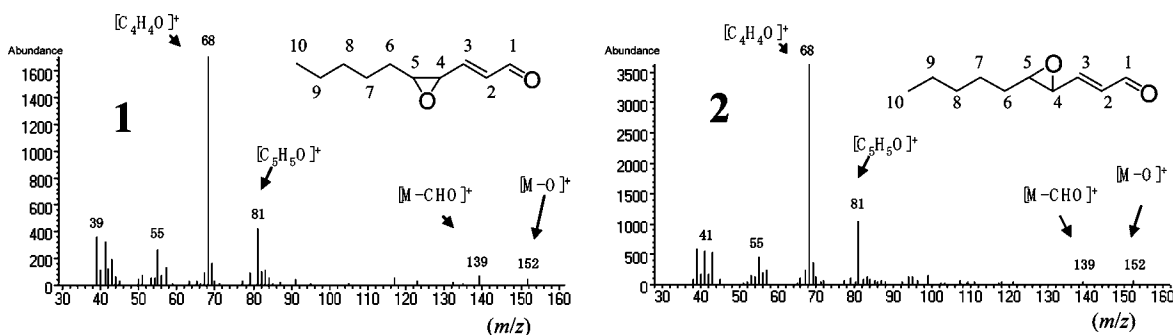 [C₄H₄O]⁺
Abundance
68
1600
1400
1200
1000
800
600
400
200
0
1
10
9
8
7
6
5
4
3
2
1
O
O
[C₅H₅O]⁺
[M-CHO]⁺
[M-O]⁺
39
55
81
139
152
30 40 50 60 70 80 90 100 110 120 130 140 150 160
(m/z)
[C₄H₄O]⁺
Abundance
68
3500
3000
2500
2000
1500
1000
500
0
2
9
10
8
7
6
5
O
4
3
2
1
O
[C₅H₅O]⁺
[M-CHO]⁺
[M-O]⁺
41
55
81
139
152
30 40 50 60 70 80 90 100 110 120 130 140 150 160
(m/z)